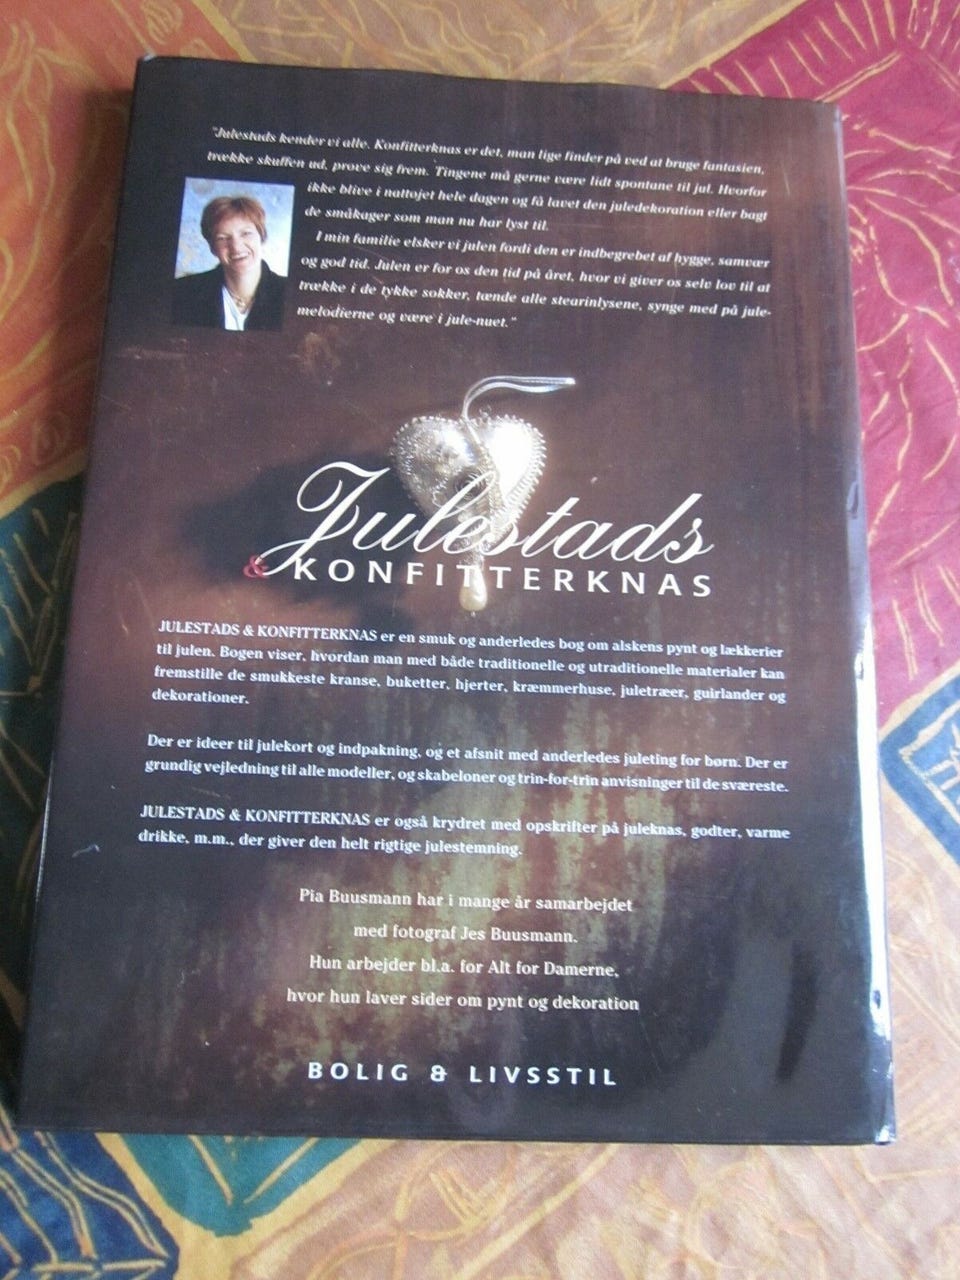 "Julestads kender vi alle. Konfitterknas er det, man lige finder på ved at bruge fantasien,
trække skuffen ud, prøve sig frem. Tingene må gerne være lidt spontane til jul. Hvorfor
ikke blive i nattøjet hele dagen og få lavet den juledekoration eller bagt
de småkager som man nu har lyst til.
I min familie elsker vi julen fordi den er indbegrebet af hygge, samvær
og god tid. Julen er for os den tid på året, hvor vi giver os selv lov til at
trække i de tykke sokker, tænde alle stearinlysene, synge med på jule-
melodierne og være i jule-nuet."
Julestads
& KONFITTERKNAS
JULESTADS & KONFITTERKNAS er en smuk og anderledes bog om alskens pynt og lækkerier
til julen. Bogen viser, hvordan man med både traditionelle og utraditionelle materialer kan
fremstille de smukkeste kranse, buketter, hjerter, kræmmerhuse, juletræer, guirlander og
dekorationer.
Der er ideer til julekort og indpakning, og et afsnit med anderledes juleting for børn. Der er
grundig vejledning til alle modeller, og skabeloner og trin-for-trin anvisninger til de sværeste.
JULESTADS & KONFITTERKNAS er også krydret med opskrifter på juleknas, godter, varme
drikke, m.m., der giver den helt rigtige julestemning.
Pia Buusmann har i mange år samarbejdet
med fotograf Jes Buusmann.
Hun arbejder bl.a. for Alt for Damerne,
hvor hun laver sider om pynt og dekoration
BOLIG & LIVSSTIL